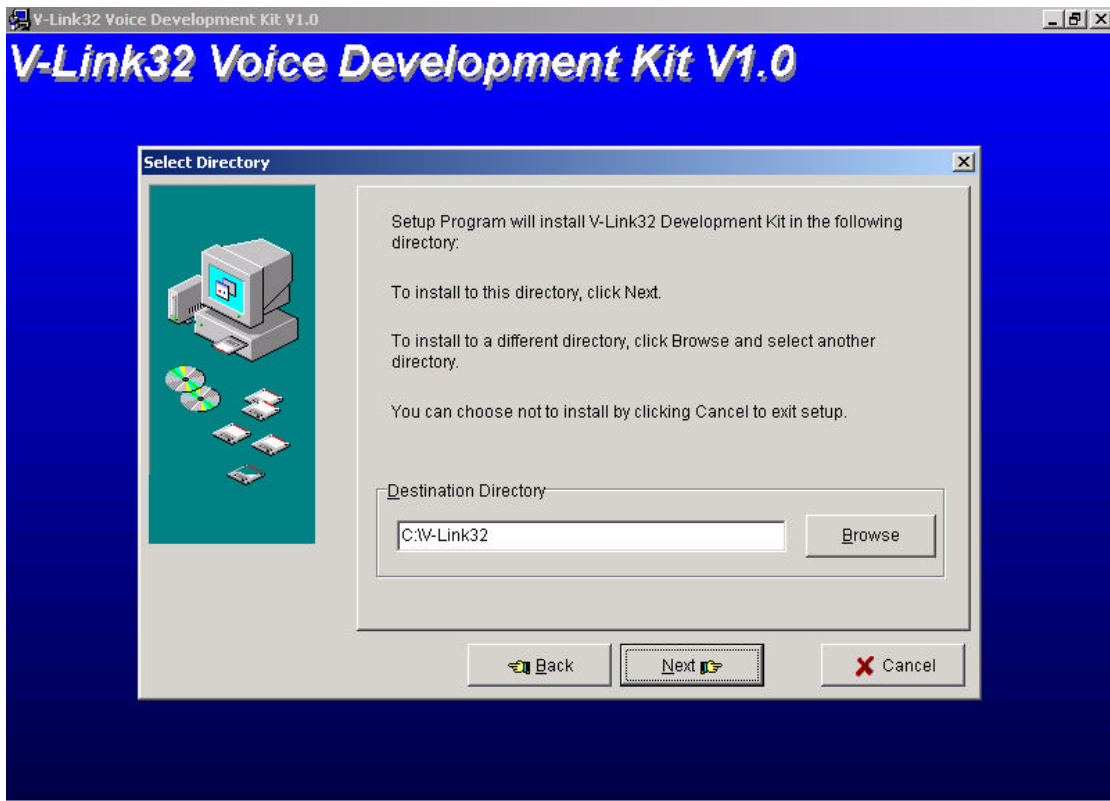 V-Link32 Voice Development Kit V1.0
V-Link32 Voice Development Kit V1.0
Select Directory
Setup Program will install V-Link32 Development Kit in the following
directory:
To install to this directory, click Next.
To install to a different directory, click Browse and select another
directory.
You can choose not to install by clicking Cancel to exit setup.
Destination Directory
C:\V-Link32
Browse
Back
Next
Cancel